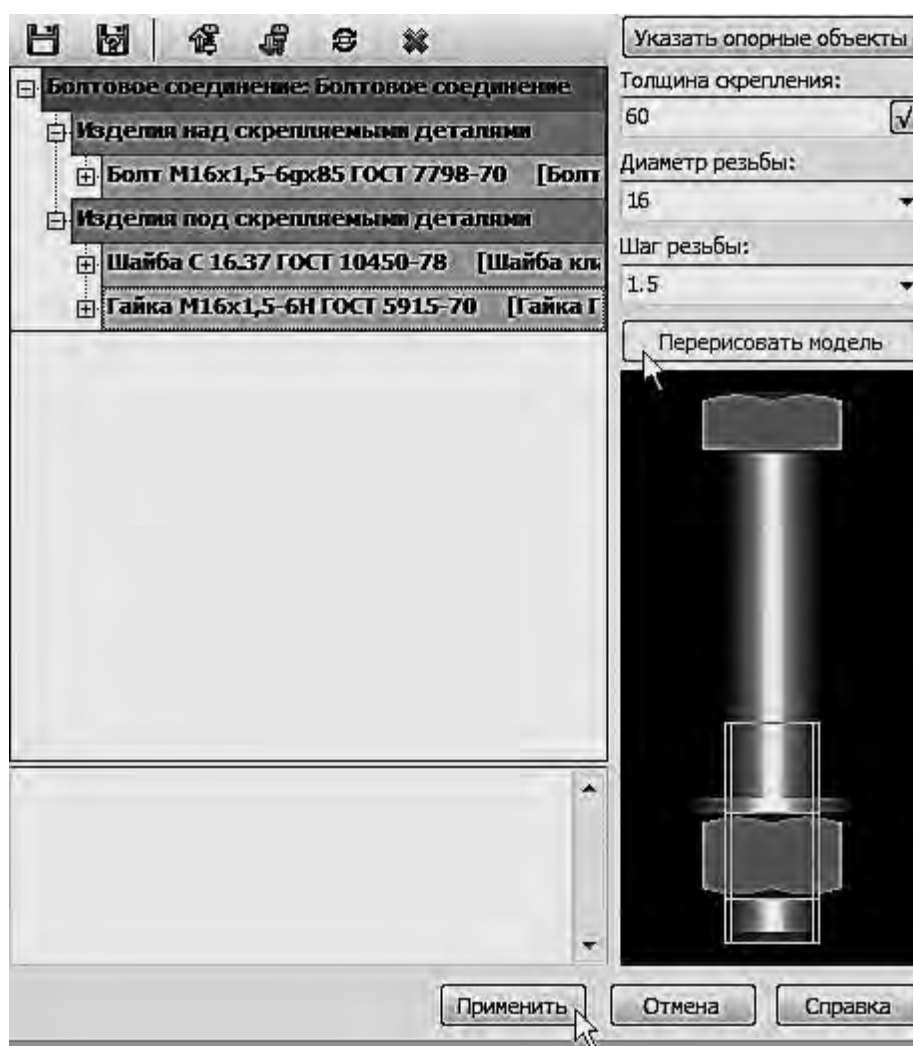 Указать опорные объекты
Болтовое соединение: Болтовое соединение
Изделия над скрепляемыми деталями
Болт М16х1,5-6gх85 ГОСТ 7798-70 [Болт
Изделия под скрепляемыми деталями
Шайба С 16.37 ГОСТ 10450-78 [Шайба кл
Гайка М16х1,5-6Н ГОСТ 5915-70 [Гайка Г
Толщина скрепления:
60
Диаметр резьбы:
16
Шаг резьбы:
1.5
Перерисовать модель
Применить
Отмена
Справка